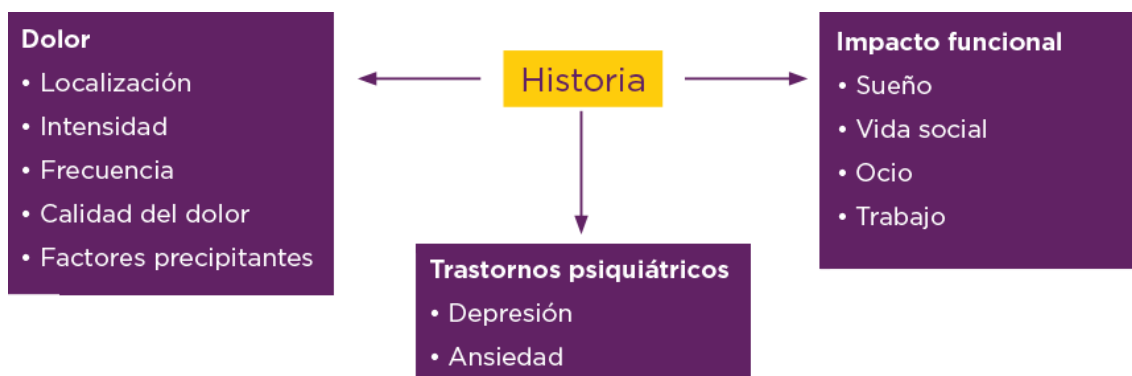 Historia
Dolor
• Localización
• Intensidad
• Frecuencia
• Calidad del dolor
• Factores precipitantes
Trastornos psiquiátricos
• Depresión
• Ansiedad
Impacto funcional
• Sueño
• Vida social
• Ocio
• Trabajo